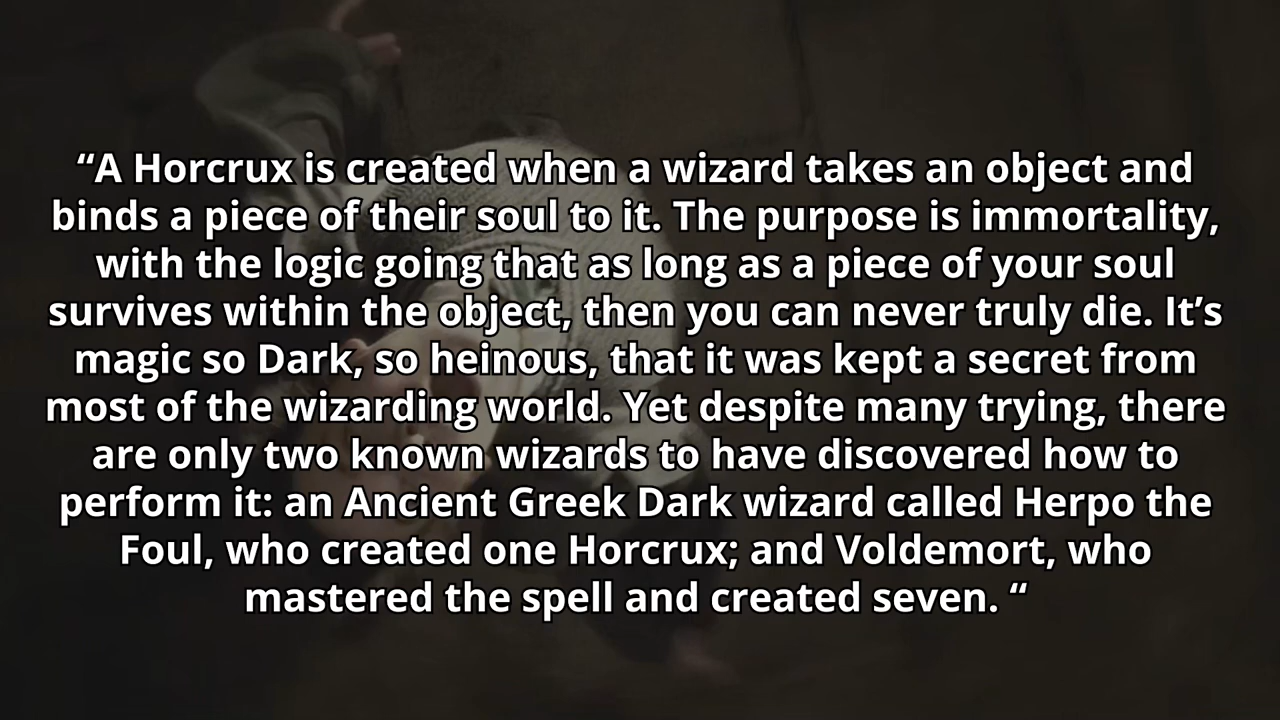 “A Horcrux is created when a wizard takes an object and
binds a piece of their soul to it. The purpose is immortality,
with the logic going that as long as a piece of your soul
survives within the object, then you can never truly die. It’s
magic so Dark, so heinous, that it was kept a secret from
most of the wizarding world. Yet despite many trying, there
are only two known wizards to have discovered how to
perform it: an Ancient Greek Dark wizard called Herpo the
Foul, who created one Horcrux; and Voldemort, who
mastered the spell and created seven. “